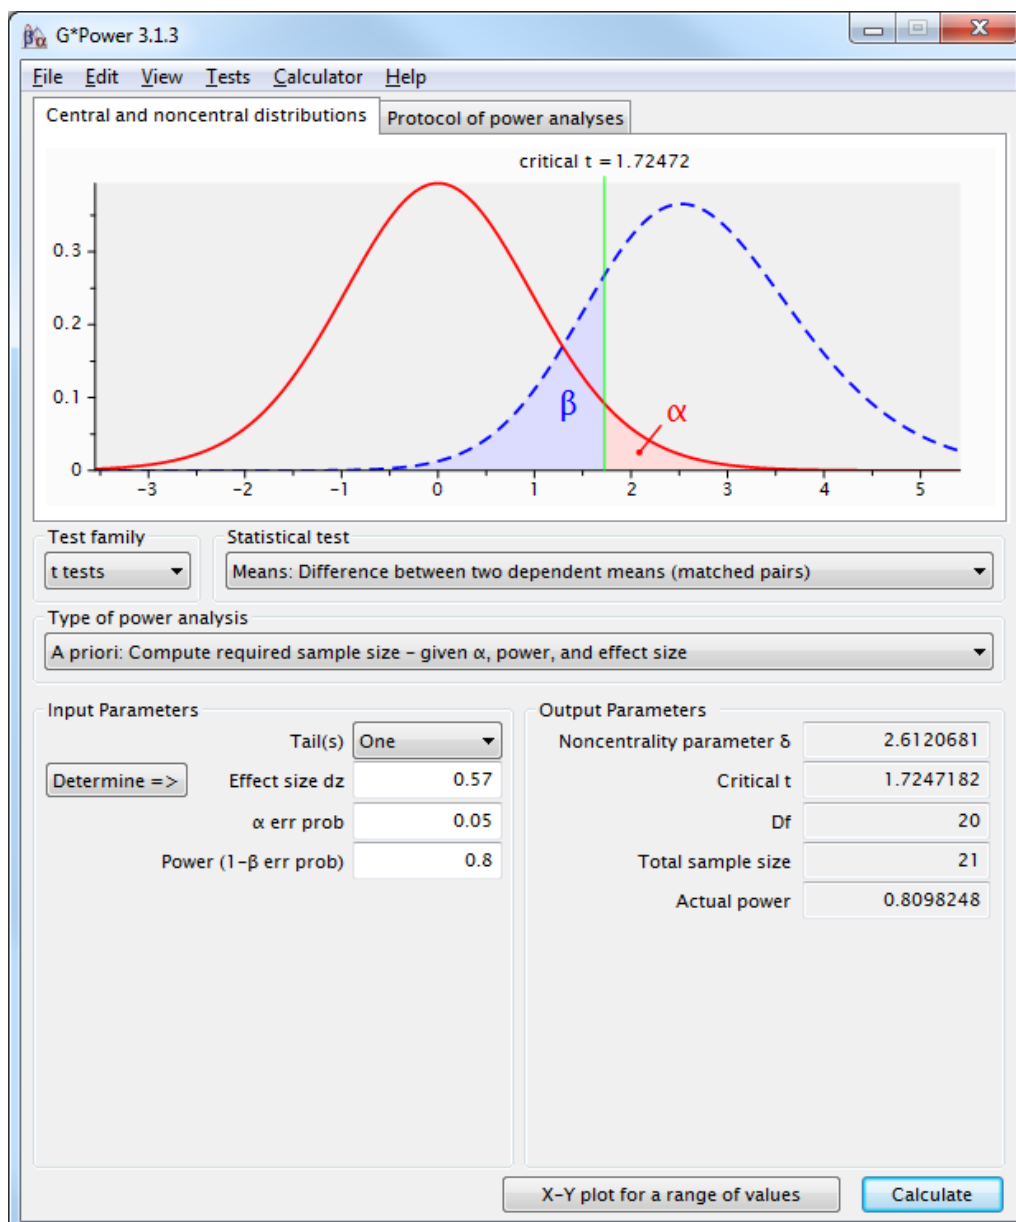 G*Power 3.1.3
File Edit View Tests Calculator Help
Central and noncentral distributions Protocol of power analyses
critical t = 1.72472
0.3
0.2
0.1
0
β
α
-3 -2 -1 0 1 2 3 4 5
Test family
t tests
Statistical test
Means: Difference between two dependent means (matched pairs)
Type of power analysis
A priori: Compute required sample size – given α, power, and effect size
Input Parameters
Tail(s) One
Determine => Effect size dz 0.57
α err prob 0.05
Power (1-β err prob) 0.8
Output Parameters
Noncentrality parameter δ 2.6120681
Critical t 1.7247182
Df 20
Total sample size 21
Actual power 0.8098248
X-Y plot for a range of values Calculate